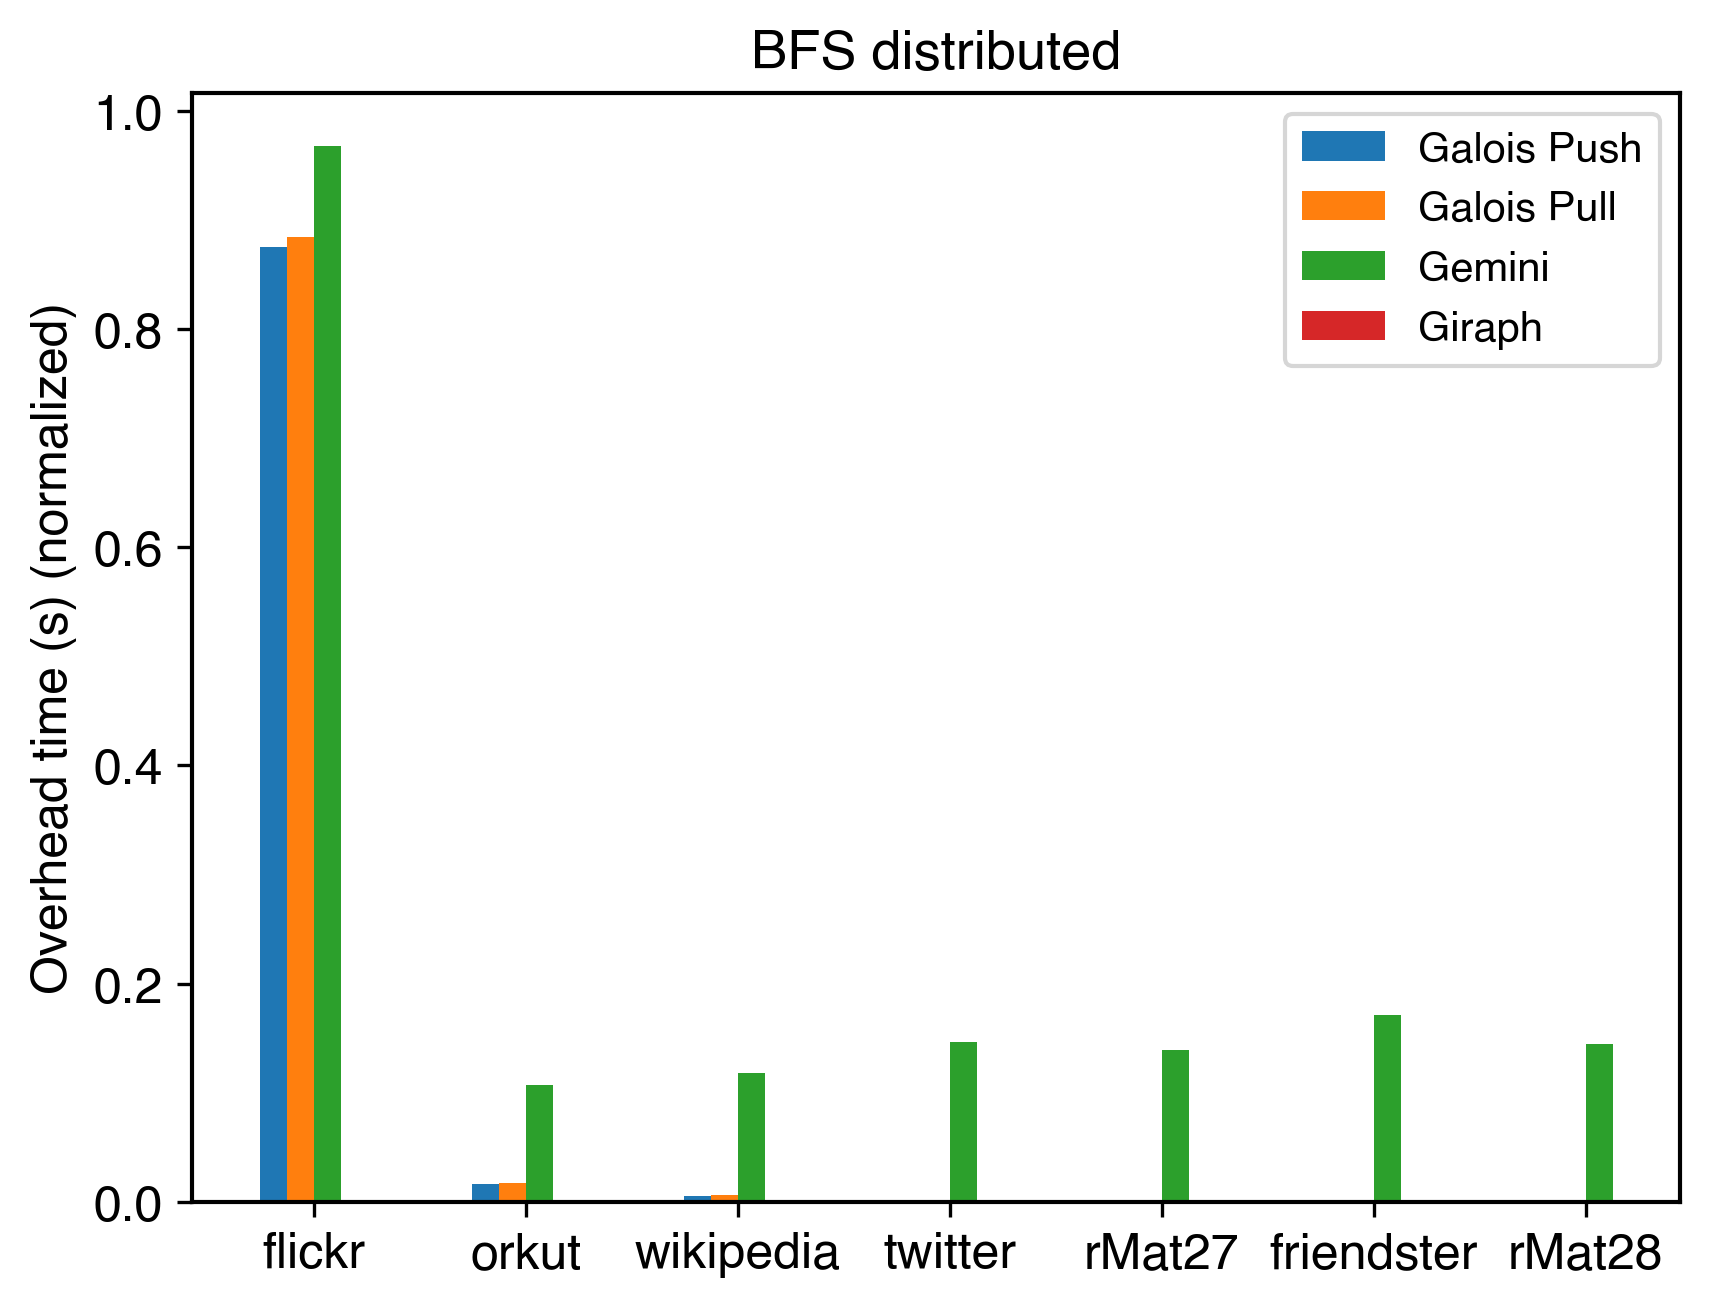 BFS distributed
Overhead time (s) (normalized)
1.0
0.8
0.6
0.4
0.2
0.0
Galois Push
Galois Pull
Gemini
Giraph
flickr orkut wikipedia twitter rMat27 friendster rMat28